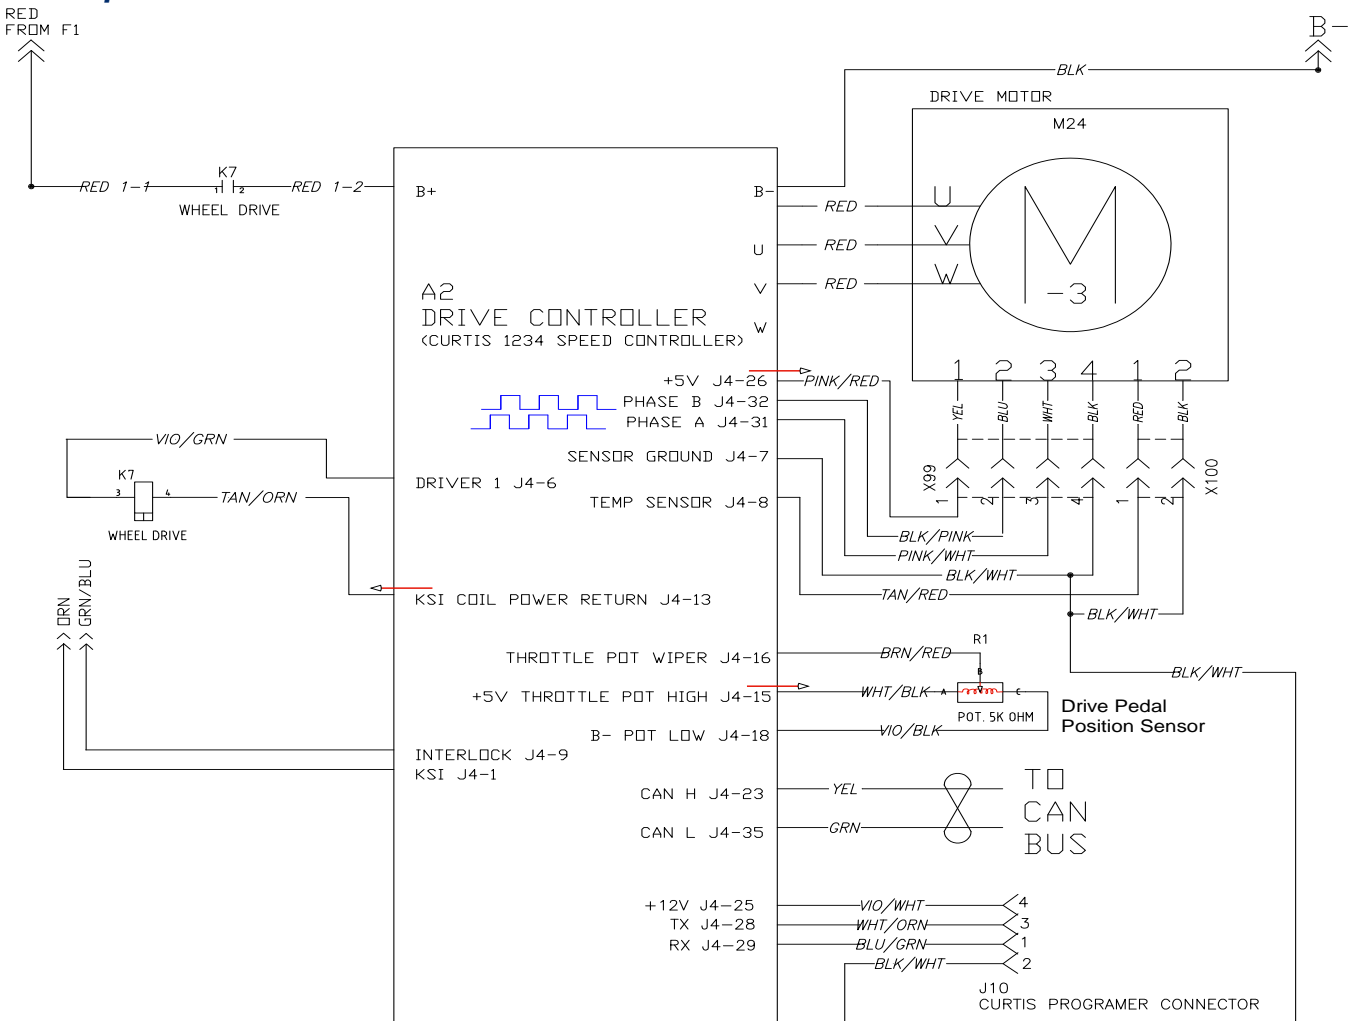 RED
FROM F1
B-
BLK
DRIVE MOTOR
M24
K7
RED 1-1
1
2
RED 1-2
WHEEL DRIVE
B+
B-
RED
U
U
RED
V
V
RED
W
W
M
-3
A2
DRIVE CONTROLLER
(CURTIS 1234 SPEED CONTROLLER)
+5V J4-26
PINK/RED
1 2 3 4 1 2
PHASE B J4-32
PHASE A J4-31
YEL
BLU
WHT
BLK
RED
BLK
VIO/GRN
SENSOR GROUND J4-7
K7
3
4
TAN/ORN
DRIVER 1 J4-6
TEMP SENSOR J4-8
X99
X100
1 2 3 4 1 2
WHEEL DRIVE
BLK/PINK
PINK/WHT
BLK/WHT
TAN/RED
KSI COIL POWER RETURN J4-13
ORN
GRN/BLU
BLK/WHT
THROTTLE POT WIPER J4-16
BRN/RED
R1
B
BLK/WHT
+5V THROTTLE POT HIGH J4-15
WHT/BLK
A
C
POT. 5K OHM
Drive Pedal
Position Sensor
B- POT LOW J4-18
VIO/BLK
INTERLOCK J4-9
KSI J4-1
CAN H J4-23
YEL
CAN L J4-35
GRN
TO
CAN
BUS
+12V J4-25
VIO/WHT
4
TX J4-28
WHT/ORN
3
RX J4-29
BLU/GRN
1
BLK/WHT
2
J10
CURTIS PROGRAMER CONNECTOR